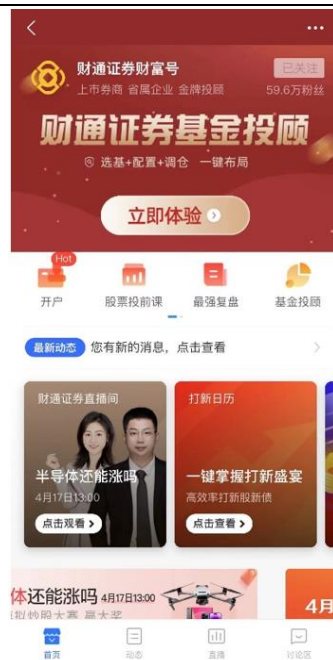 财通证券财富号
已关注
上市券商 省属企业 金牌投顾
59.6万粉丝
财通证券基金投顾
选基+配置+调仓 一键布局
立即体验
Hot
开户
股票投前课
最强复盘
基金投顾
最新动态 您有新的消息，点击查看
财通证券直播间
半导体还能涨吗
4月17日13:00
点击观看
打新日历
一键掌握打新盛宴
高效率打新股新债
点击查看
体还能涨吗 4月17日13:00
拟炒股大赛 赢大奖
4月
首页
动态
直播
讨论区